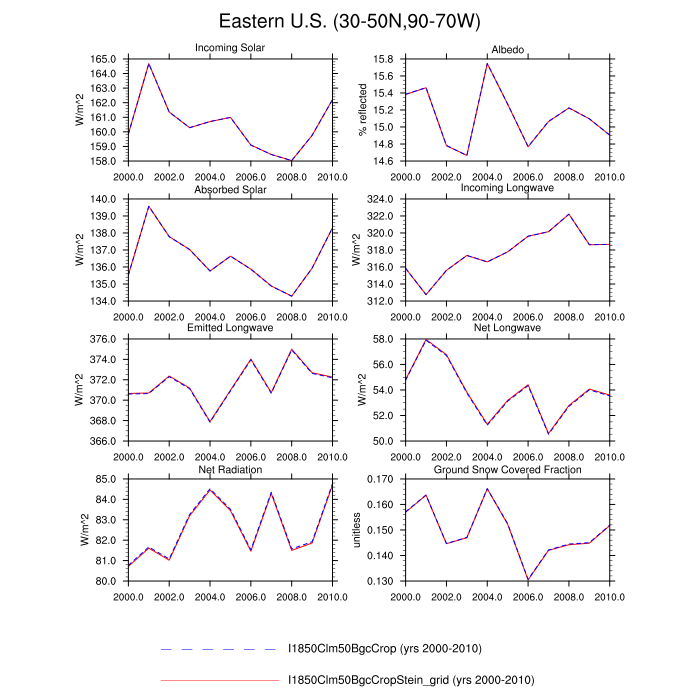 Eastern U.S. (30-50N,90-70W)
Incoming Solar
165.0
164.0
163.0
162.0
161.0
160.0
159.0
158.0
W/m^2
2000.0 2002.0 2004.0 2006.0 2008.0 2010.0
Albedo
15.8
15.4
15.0
14.6
% reflected
2000.0 2002.0 2004.0 2006.0 2008.0 2010.0
Absorbed Solar
140.0
139.0
138.0
137.0
136.0
135.0
134.0
W/m^2
2000.0 2002.0 2004.0 2006.0 2008.0 2010.0
Incoming Longwave
324.0
322.0
320.0
318.0
316.0
314.0
312.0
W/m^2
2000.0 2002.0 2004.0 2006.0 2008.0 2010.0
Emitted Longwave
376.0
374.0
372.0
370.0
368.0
366.0
W/m^2
2000.0 2002.0 2004.0 2006.0 2008.0 2010.0
Net Longwave
58.0
56.0
54.0
52.0
50.0
W/m^2
2000.0 2002.0 2004.0 2006.0 2008.0 2010.0
Net Radiation
85.0
84.0
83.0
82.0
81.0
80.0
W/m^2
2000.0 2002.0 2004.0 2006.0 2008.0 2010.0
Ground Snow Covered Fraction
0.170
0.160
0.150
0.140
0.130
unitless
2000.0 2002.0 2004.0 2006.0 2008.0 2010.0
I1850Clm50BgcCrop (yrs 2000-2010)
I1850Clm50BgcCropStein_grid (yrs 2000-2010)